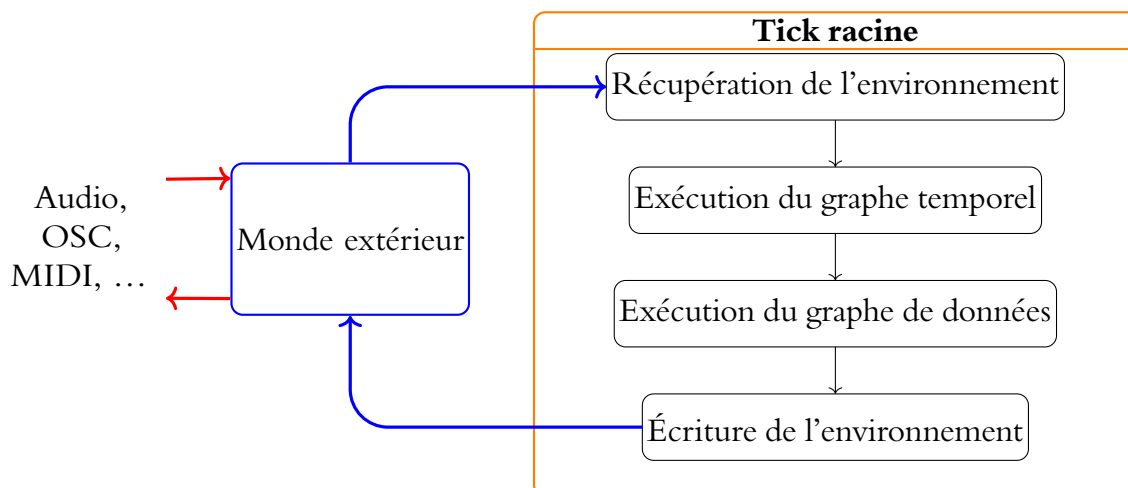 Tick racine
Récupération de l'environnement
Exécution du graphe temporel
Audio,
OSC,
MIDI, …
Monde extérieur
Exécution du graphe de données
Écriture de l'environnement